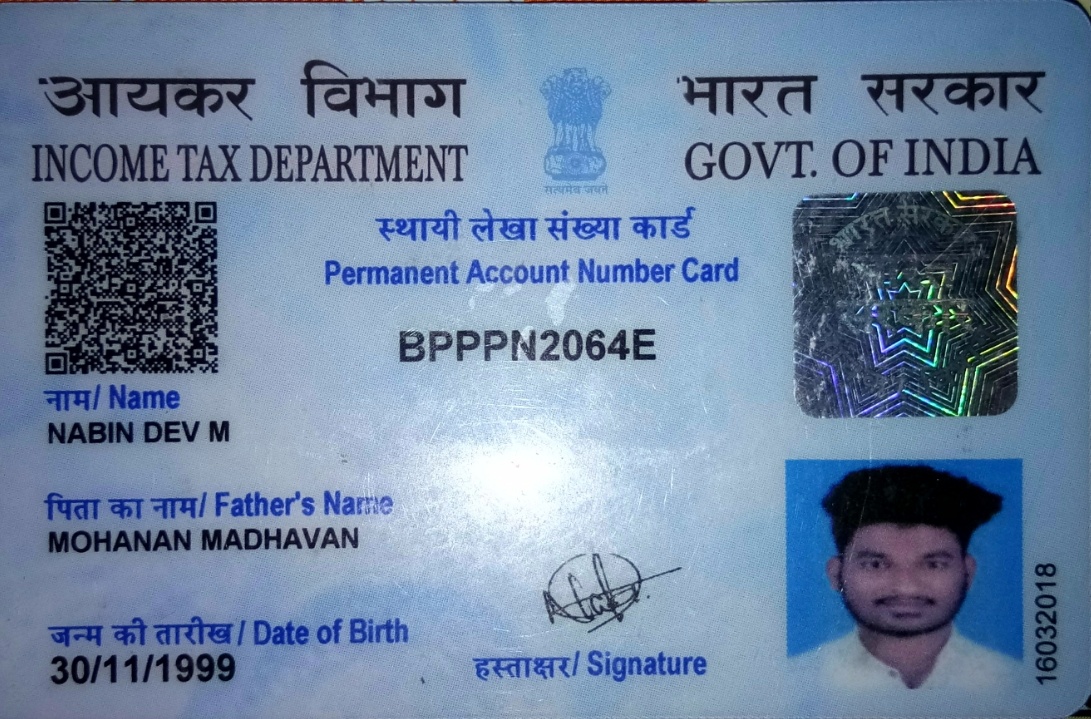 आयकर विभाग
INCOME TAX DEPARTMENT
सत्यमेव जयते
भारत सरकार
GOVT. OF INDIA
भारत
स्थायी लेखा संख्या कार्ड
Permanent Account Number Card
BPPPN2064E
नाम/ Name
NABIN DEV M
पिता का नाम/ Father's Name
MOHANAN MADHAVAN
जन्म की तारीख/ Date of Birth
30/11/1999
हस्ताक्षर/ Signature
16032018